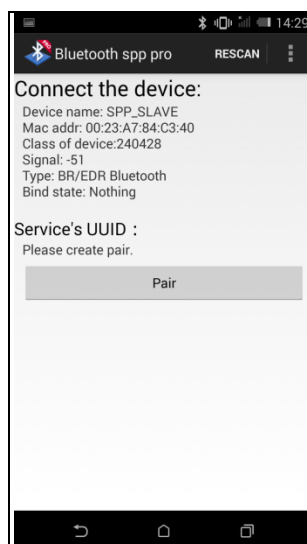 14:29
Bluetooth spp pro RESCAN
Connect the device:
Device name: SPP_SLAVE
Mac addr: 00:23:A7:84:C3:40
Class of device:240428
Signal: -51
Type: BR/EDR Bluetooth
Bind state: Nothing
Service's UUID :
Please create pair.
Pair